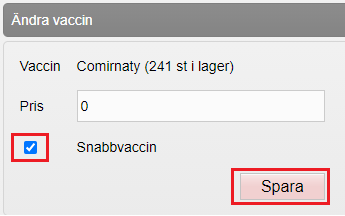 Ändra vaccin
Vaccin Comirnaty (241 st i lager)
Pris 0
Snabbvaccin
Spara